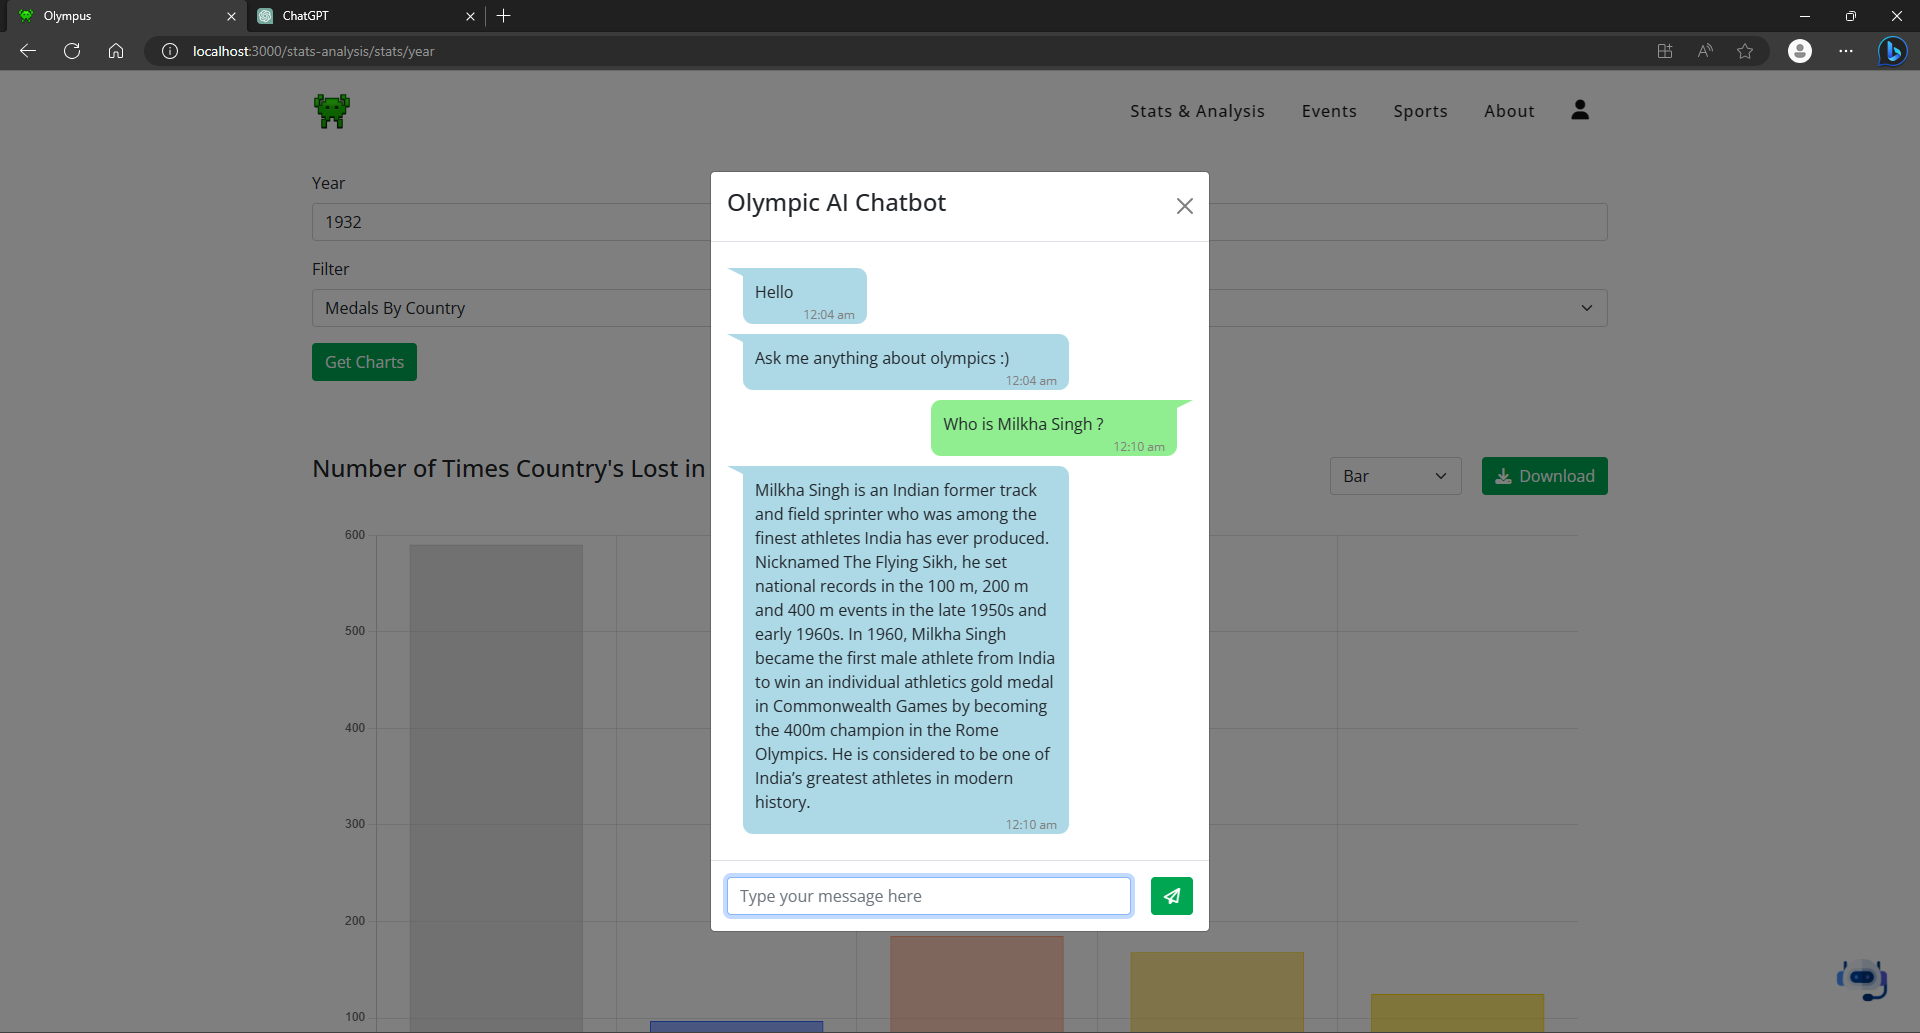 Olympus
ChatGPT
localhost:3000/stats-analysis/stats/year
Stats & Analysis
Events
Sports
About
Year
1932
Filter
Medals By Country
Get Charts
Number of Times Country's Lost in
Bar
Download
600
500
400
300
200
100
Olympic AI Chatbot
Hello
12:04 am
Ask me anything about olympics :)
12:04 am
Who is Milkha Singh ?
12:10 am
Milkha Singh is an Indian former track
and field sprinter who was among the
finest athletes India has ever produced.
Nicknamed The Flying Sikh, he set
national records in the 100 m, 200 m
and 400 m events in the late 1950s and
early 1960s. In 1960, Milkha Singh
became the first male athlete from India
to win an individual athletics gold medal
in Commonwealth Games by becoming
the 400m champion in the Rome
Olympics. He is considered to be one of
India’s greatest athletes in modern
history.
12:10 am
Type your message here